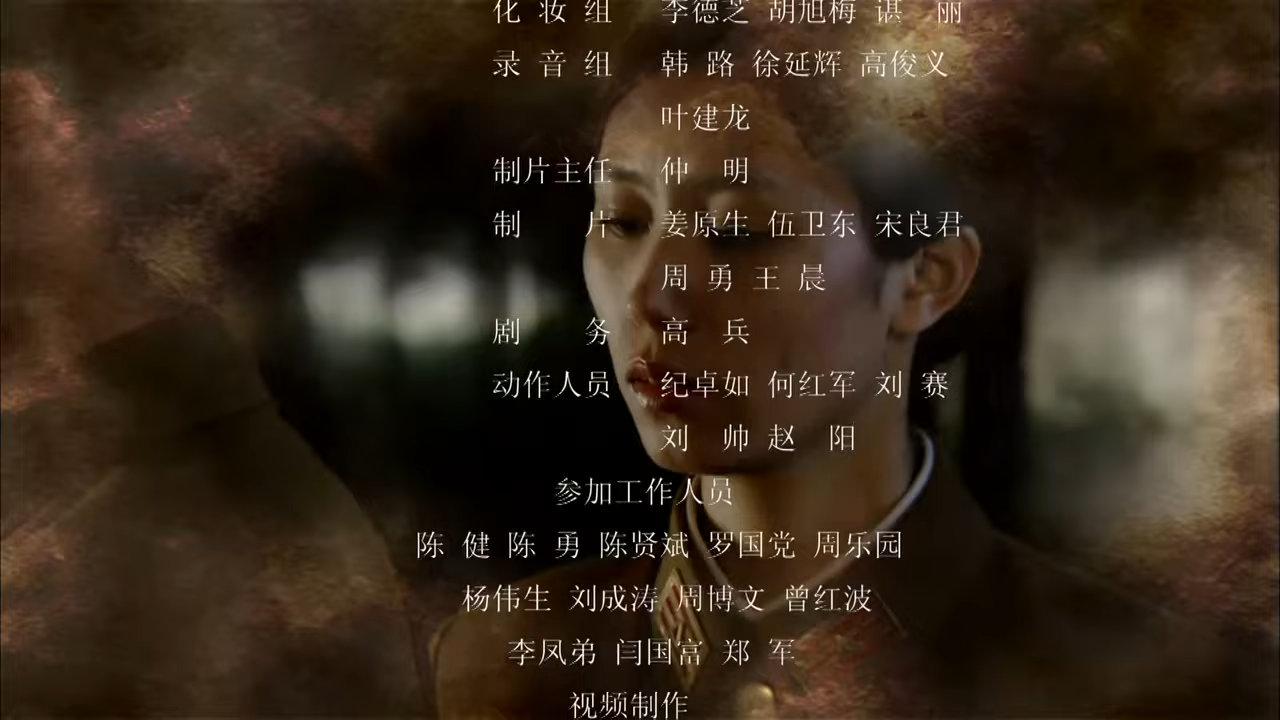 化妆组 李德芝 胡旭梅 谌丽
录音组 韩路 徐延辉 高俊义
叶建龙
制片主任 仲明
制片 姜原生 伍卫东 宋良君
周勇 王晨
剧务 高兵
动作人员 纪卓如 何红军 刘赛
刘帅 赵阳
参加工作人员
陈健 陈勇 陈贤斌 罗国党 周乐园
杨伟生 刘成涛 周博文 曾红波
李凤弟 闫国富 郑军
视频制作